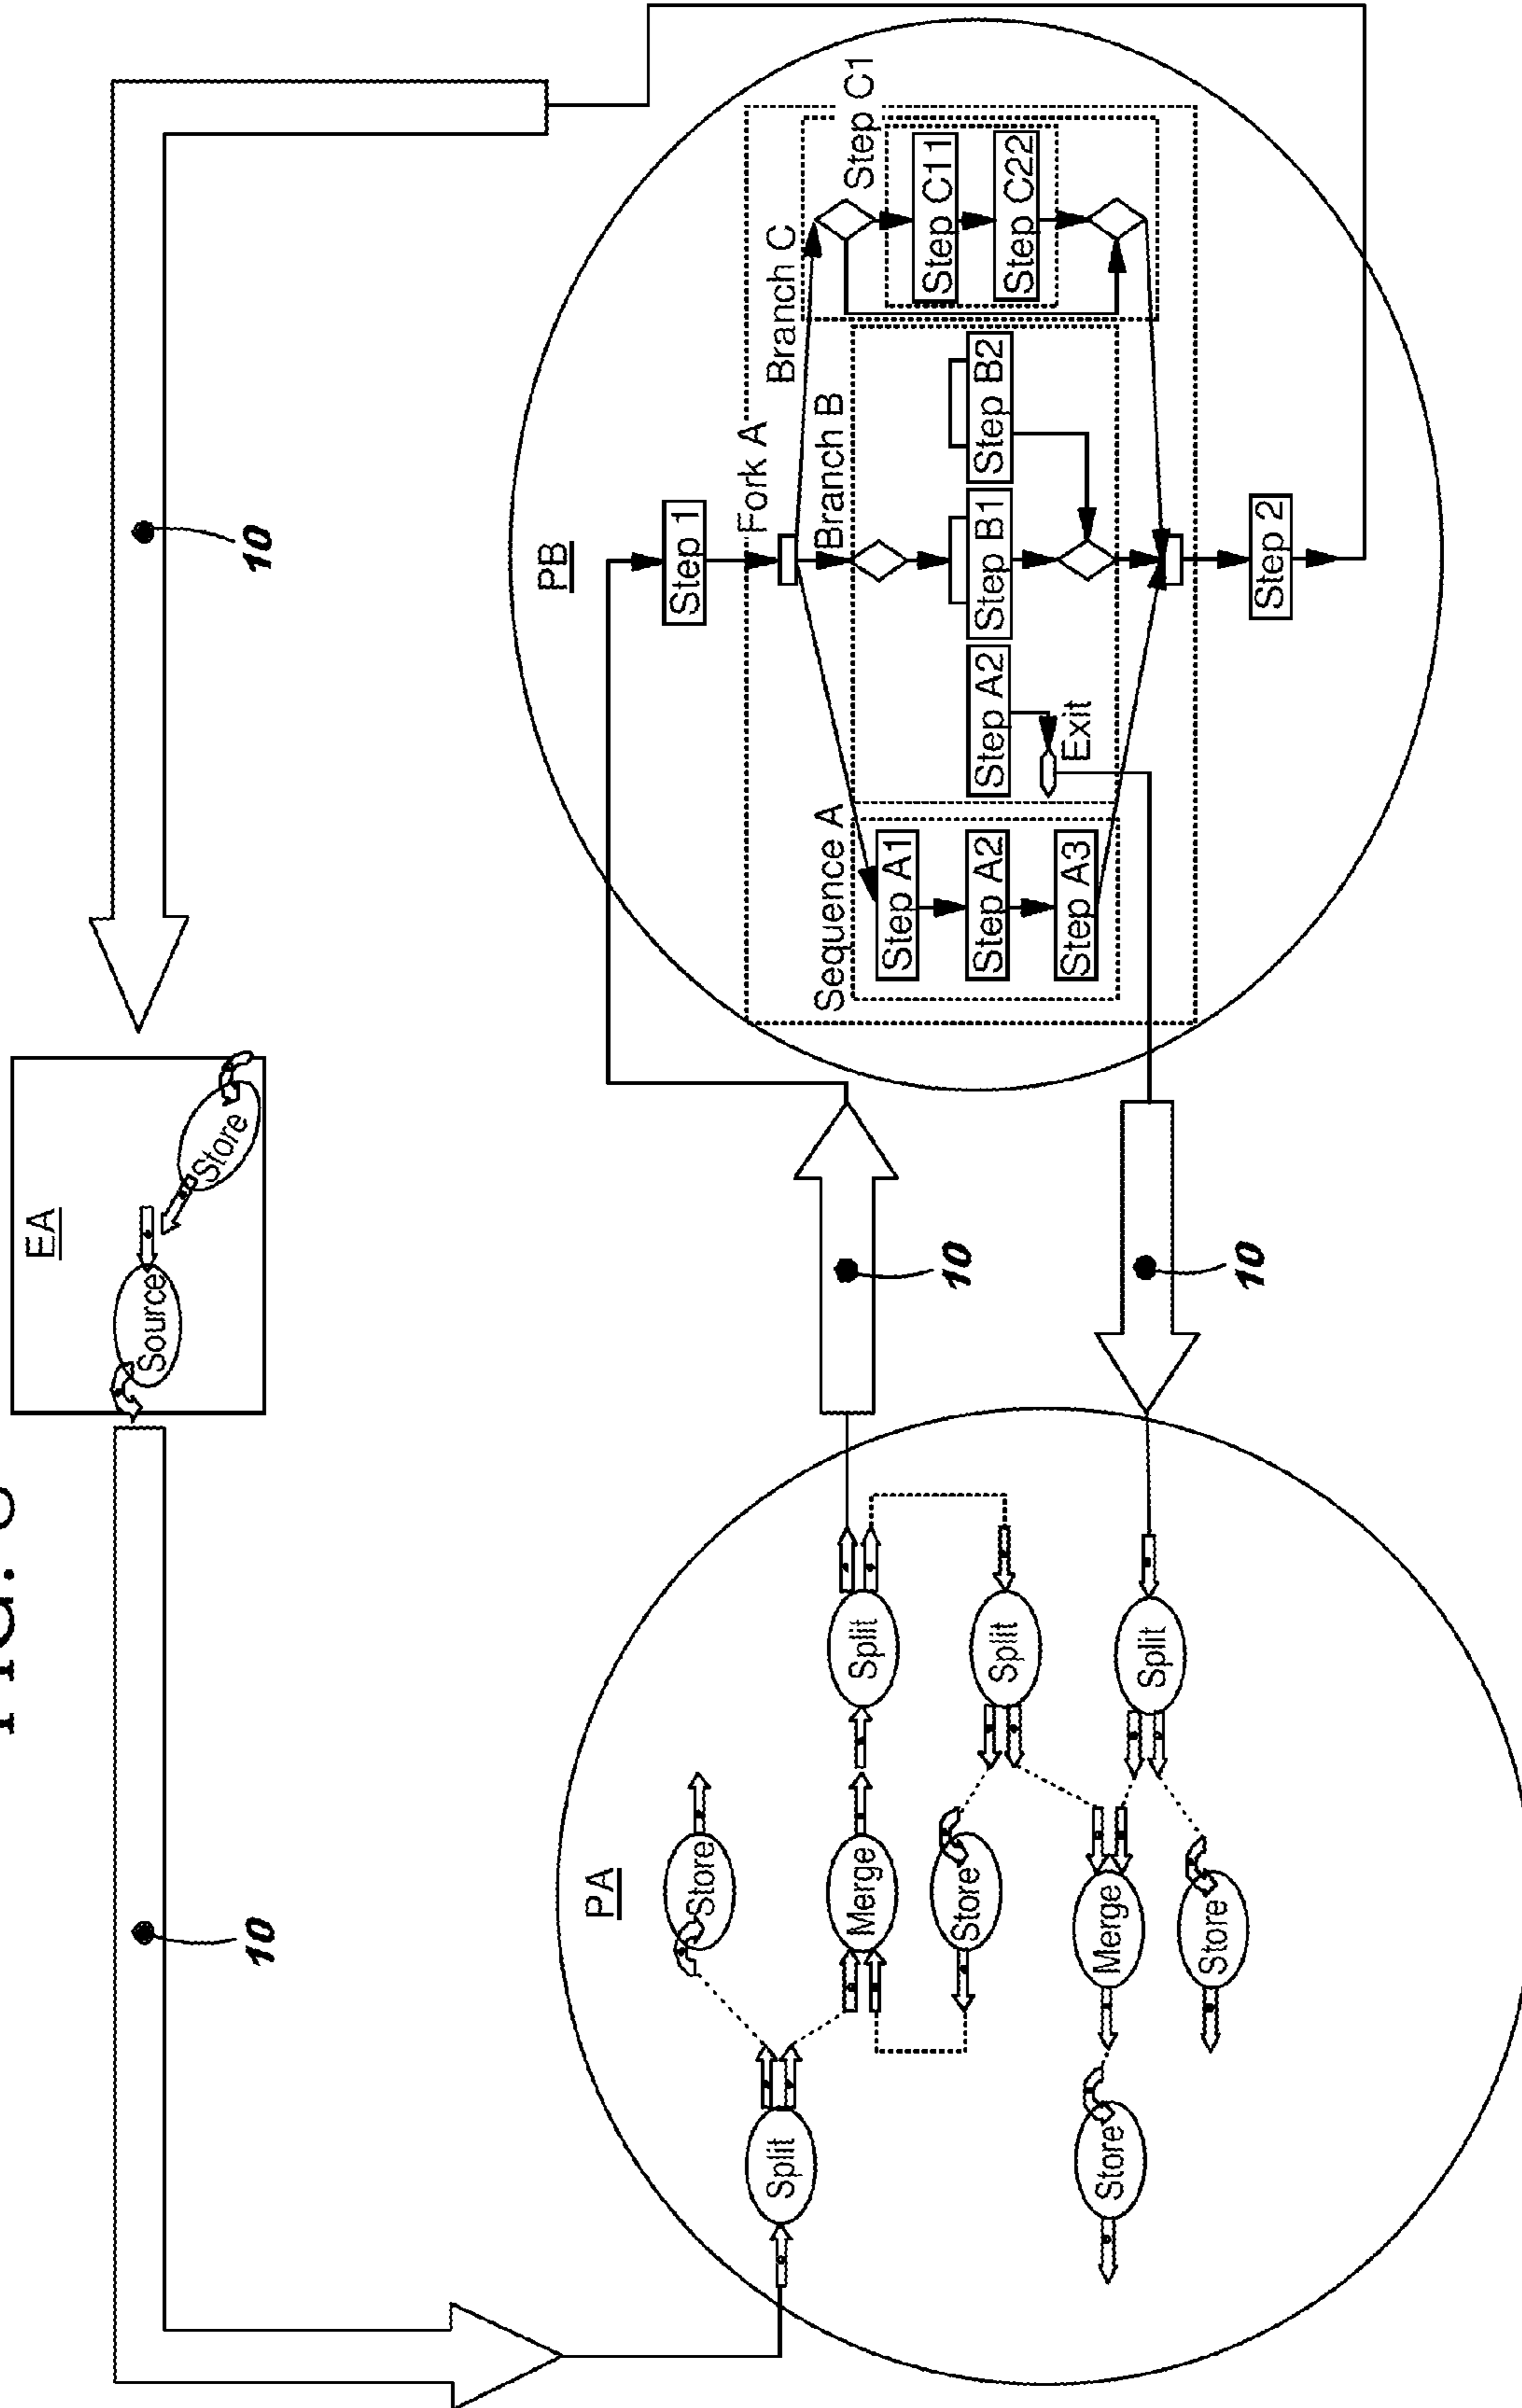 FIG.
EA
Source
Store
10
10
PA
Store
Split
Merge
Split
Store
Split
Merge
Split
Store
Store
10
10
PB
Step 1
Fork A
Branch C
Sequence A
Branch B
Step C1
Step A1
Step C11
Step A2
Step A2
Step B1
Step B2
Step C22
Step A3
Exit
Step 2